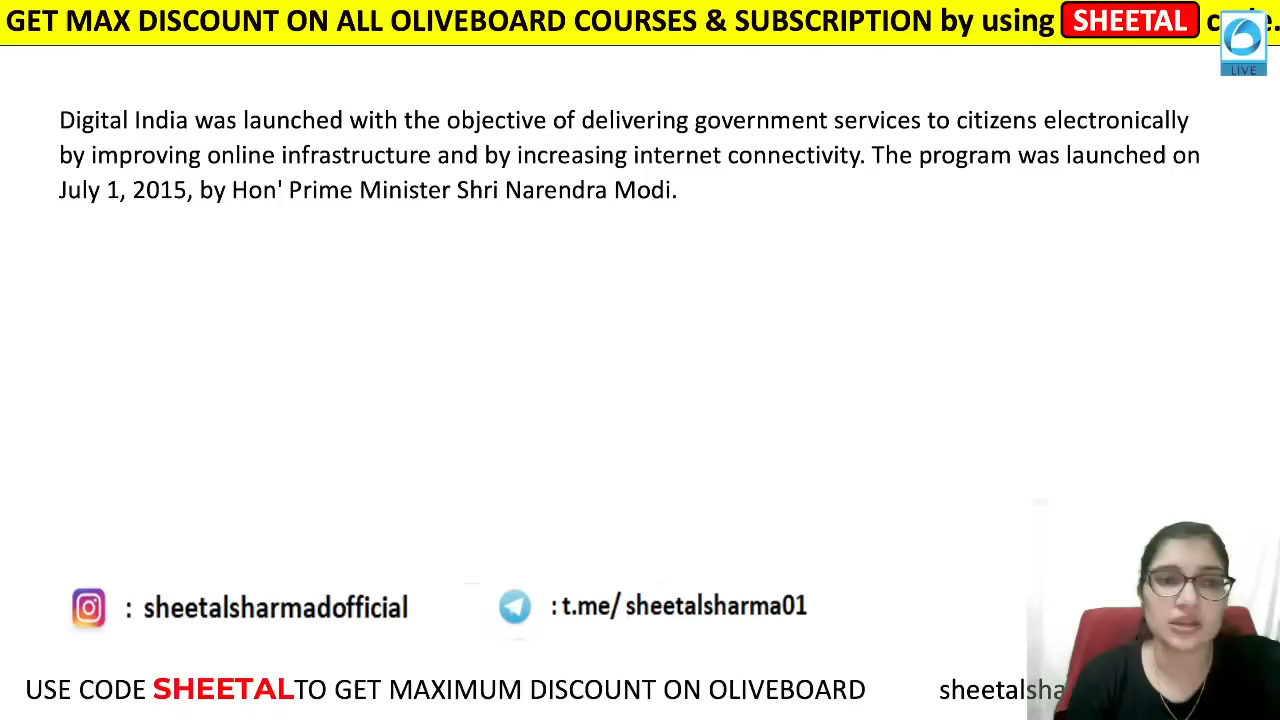 GET MAX DISCOUNT ON ALL OLIVEBOARD COURSES & SUBSCRIPTION by using SHEETAL
LIVE
Digital India was launched with the objective of delivering government services to citizens electronically
by improving online infrastructure and by increasing internet connectivity. The program was launched on
July 1, 2015, by Hon' Prime Minister Shri Narendra Modi.
: sheetalsharmadofficial
: t.me/ sheetalsharma01
USE CODE SHEETALTO GET MAXIMUM DISCOUNT ON OLIVEBOARD